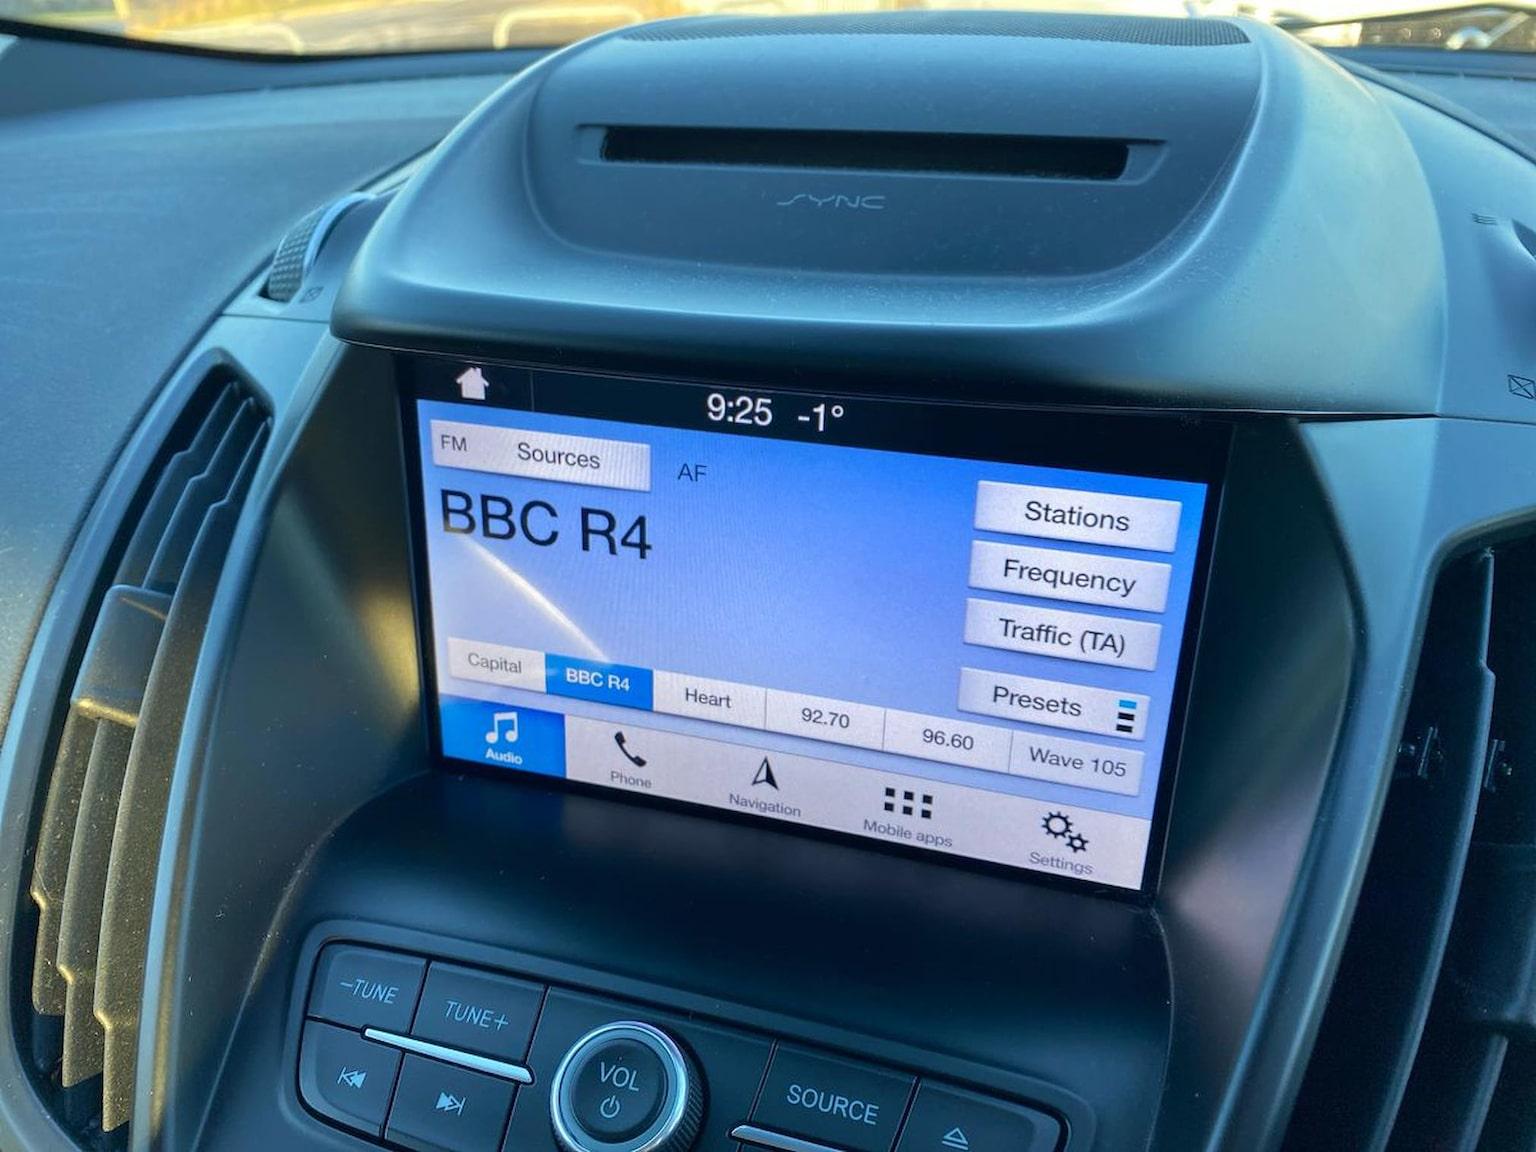 SYNC
9:25 -1°
FM Sources AF
BBC R4
Stations
Frequency
Traffic (TA)
Presets
Capital BBC R4 Heart 92.70 96.60 Wave 105
Audio Phone Navigation Mobile apps Settings
−TUNE TUNE+
VOL
SOURCE